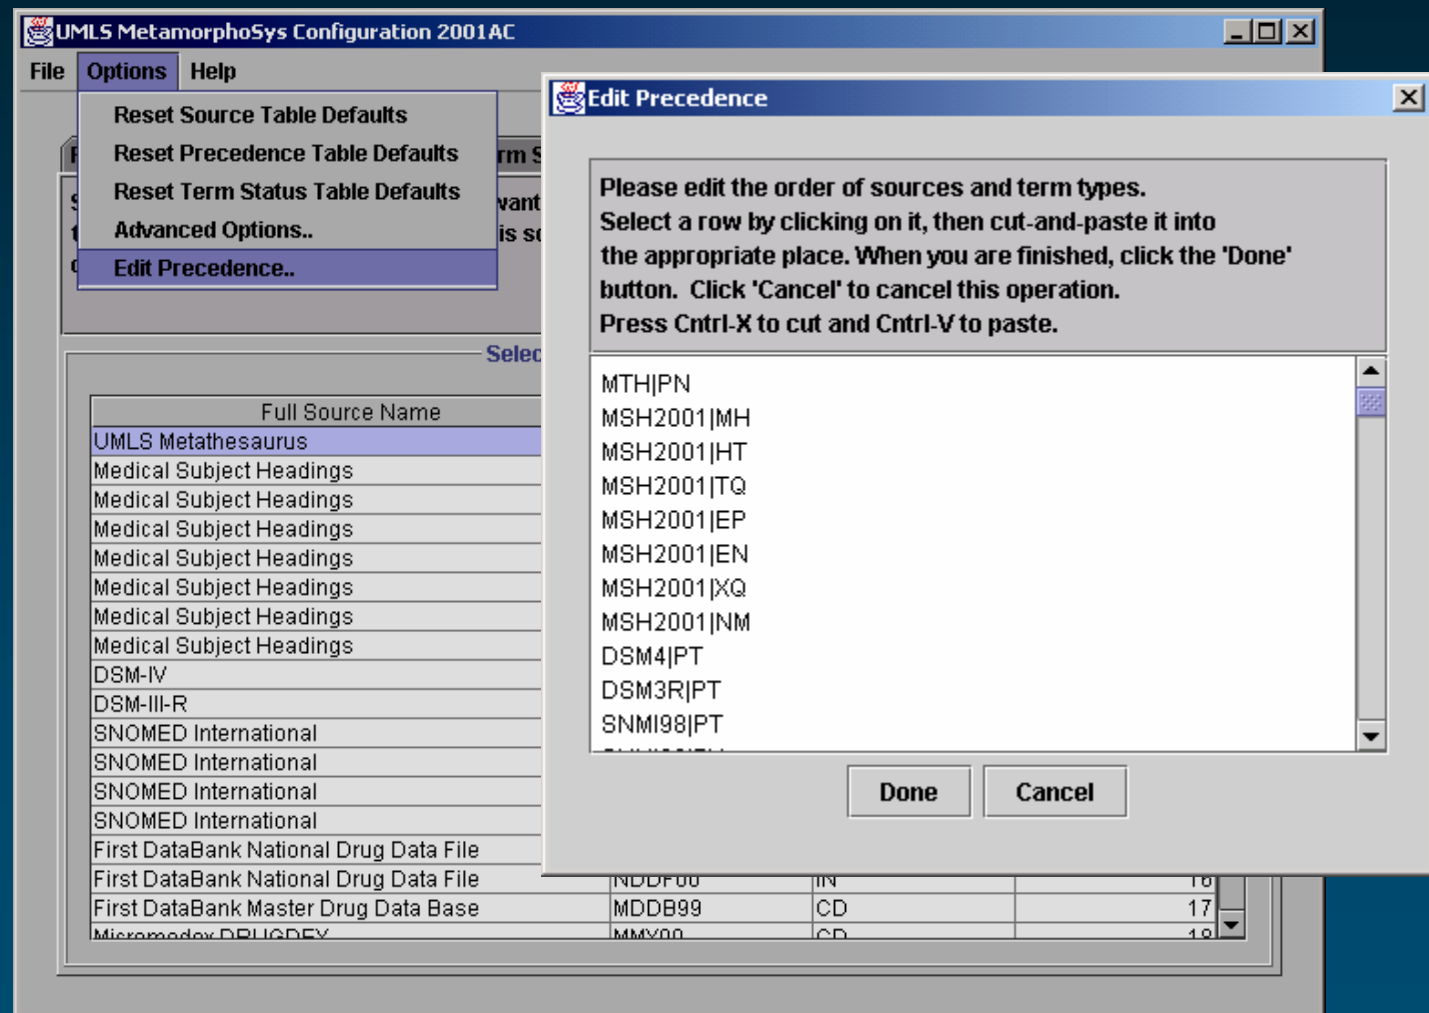 UMLS MetamorphoSys Configuration 2001AC
File Options Help
Reset Source Table Defaults
Reset Precedence Table Defaults
Reset Term Status Table Defaults
Advanced Options..
Edit Precedence..
Edit Precedence
Please edit the order of sources and term types.
Select a row by clicking on it, then cut-and-paste it into
the appropriate place. When you are finished, click the 'Done'
button. Click 'Cancel' to cancel this operation.
Press Cntrl-X to cut and Cntrl-V to paste.
MTH|PN
MSH2001|MH
MSH2001|HT
MSH2001|TQ
MSH2001|EP
MSH2001|EN
MSH2001|XQ
MSH2001|NM
DSM4|PT
DSM3R|PT
SNMI98|PT
Done Cancel
Full Source Name
UMLS Metathesaurus
Medical Subject Headings
Medical Subject Headings
Medical Subject Headings
Medical Subject Headings
Medical Subject Headings
Medical Subject Headings
Medical Subject Headings
DSM-IV
DSM-III-R
SNOMED International
SNOMED International
SNOMED International
SNOMED International
First DataBank National Drug Data File
First DataBank National Drug Data File NDDF00 IN 16
First DataBank Master Drug Data Base MDDB99 CD 17
Micromedex DRUGDEX MMX00 CD 18